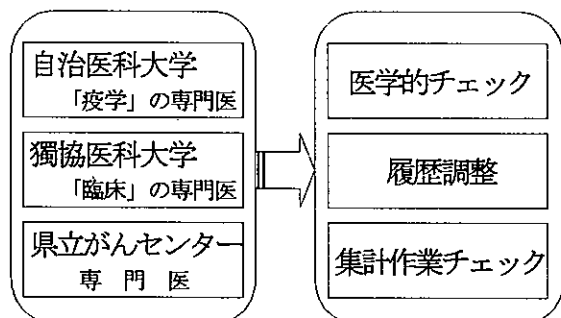 自治医科大学
「疫学」の専門医
獨協医科大学
「臨床」の専門医
県立がんセンター
専門医
医学的チェック
履歴調整
集計作業チェック